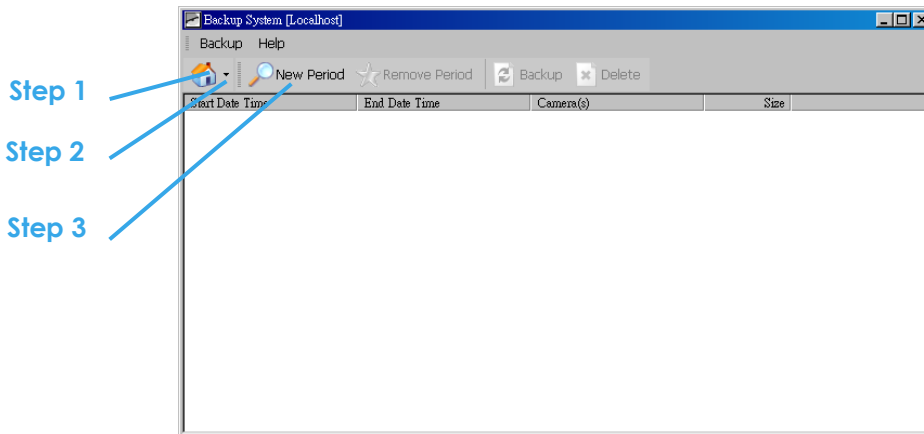 Backup System [Localhost]
Backup Help
New Period Remove Period Backup Delete
Step 1
Start Date Time End Date Time Camera(s) Size
Step 2
Step 3